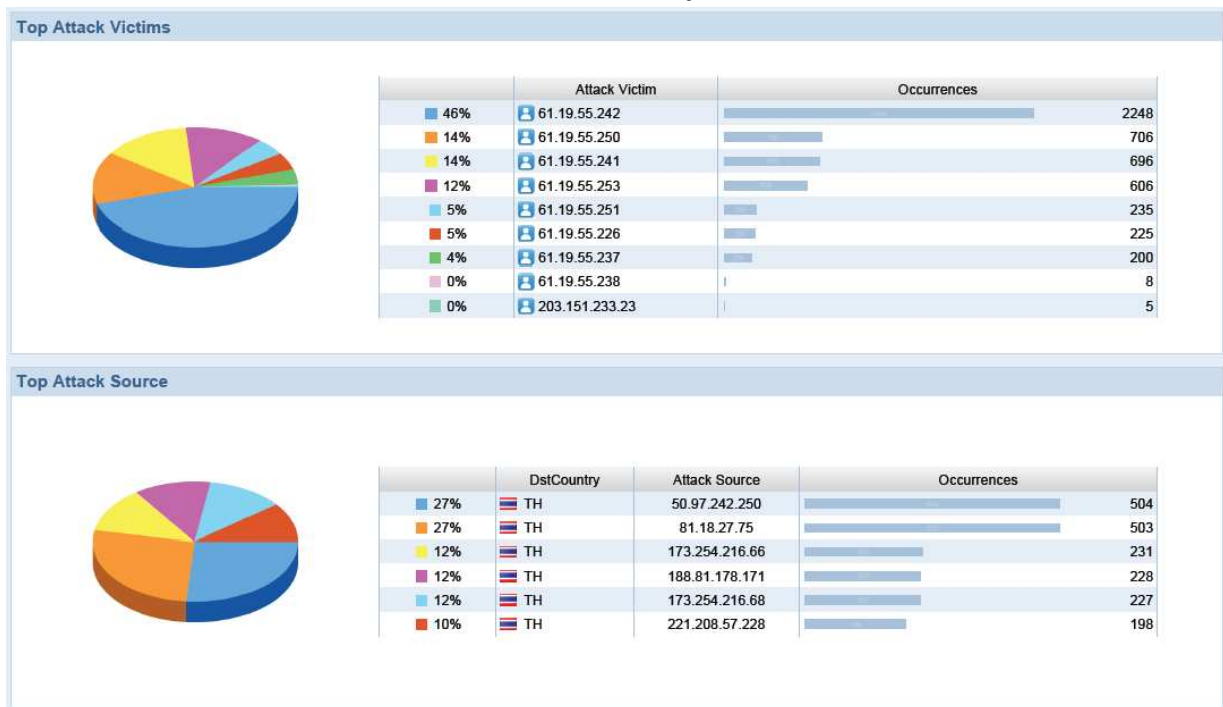 Top Attack Victims
Attack Victim Occurrences
46% 61.19.55.242 2248
14% 61.19.55.250 706
14% 61.19.55.241 696
12% 61.19.55.253 606
5% 61.19.55.251 235
5% 61.19.55.226 225
4% 61.19.55.237 200
0% 61.19.55.238 8
0% 203.151.233.23 5
Top Attack Source
DstCountry Attack Source Occurrences
27% TH 50.97.242.250 504
27% TH 81.18.27.75 503
12% TH 173.254.216.66 231
12% TH 188.81.178.171 228
12% TH 173.254.216.68 227
10% TH 221.208.57.228 198